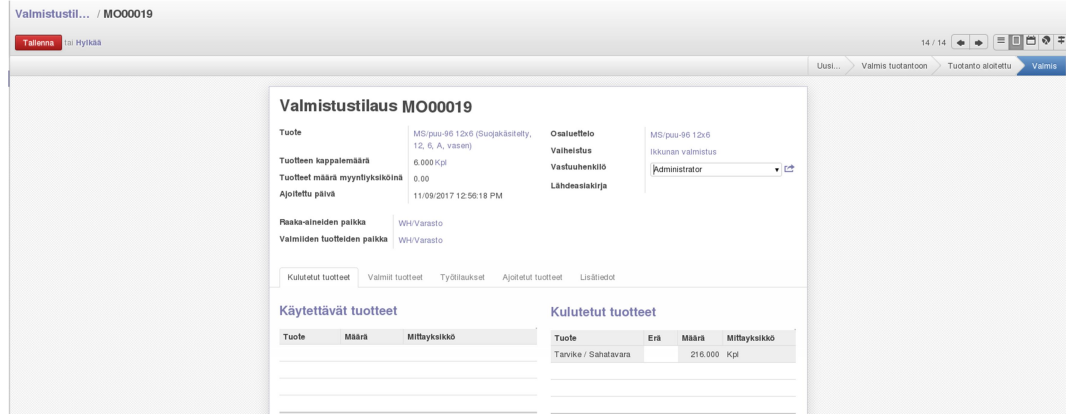 Valmistustil... / MO00019
Tallenna tai Hylkää
14 / 14
Uusi... Valmis tuotantoon Tuotanto aloitettu Valmis
Valmistustilaus MO00019
Tuote MS/puu-96 12x6 (Suojakäsitelty, 12, 6, A, vasen)
Tuotteen kappalemäärä 6.000 Kpl
Tuotteet määrä myyntiyksiköinä 0.00
Ajoitettu päivä 11/09/2017 12:56:18 PM
Osaluettelo MS/puu-96 12x6
Vaiheistus Ikkunan valmistus
Vastuuhenkilö Administrator
Lähdeasiakirja
Raaka-aineiden paikka WH/Varasto
Valmiiden tuotteiden paikka WH/Varasto
Kulutetut tuotteet Valmiit tuotteet Työtilaukset Ajoitetut tuotteet Lisätiedot
Käytettävät tuotteet
Tuote Määrä Mittayksikkö
Kulutetut tuotteet
Tuote Erä Määrä Mittayksikkö
Tarvike / Sahatavara 216.000 Kpl